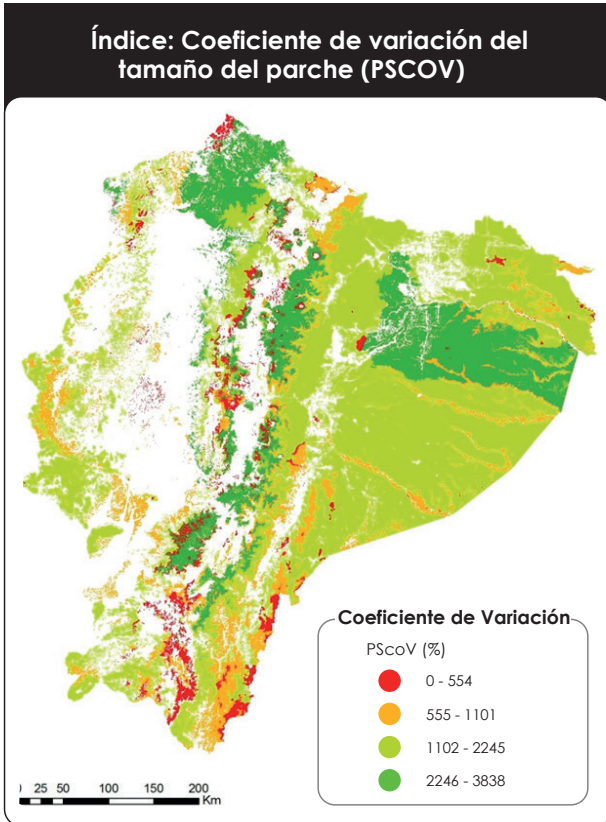 Índice: Coeficiente de variación del
tamaño del parche (PSCOV)
Coeficiente de Variación
PScoV (%)
0 - 554
555 - 1101
1102 - 2245
2246 - 3838
25 50 100 150 200
Km